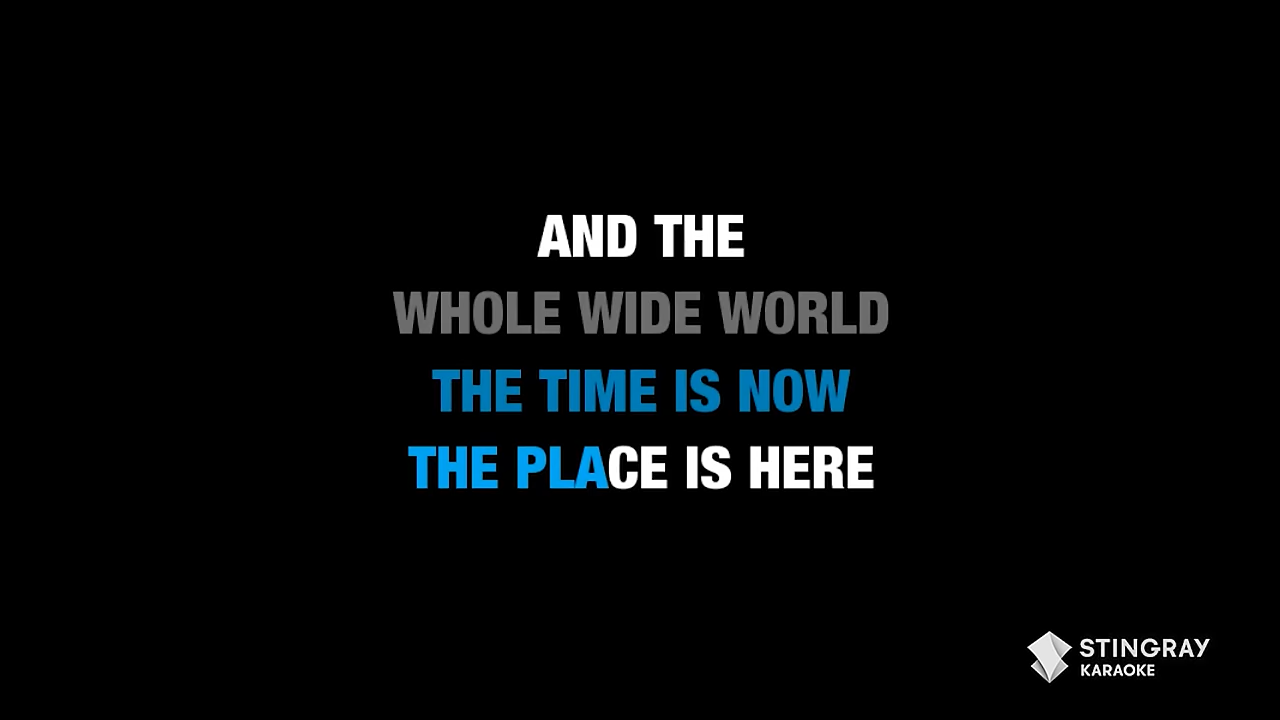 AND THE
WHOLE WIDE WORLD
THE TIME IS NOW
THE PLACE IS HERE
STINGRAY
KARAOKE